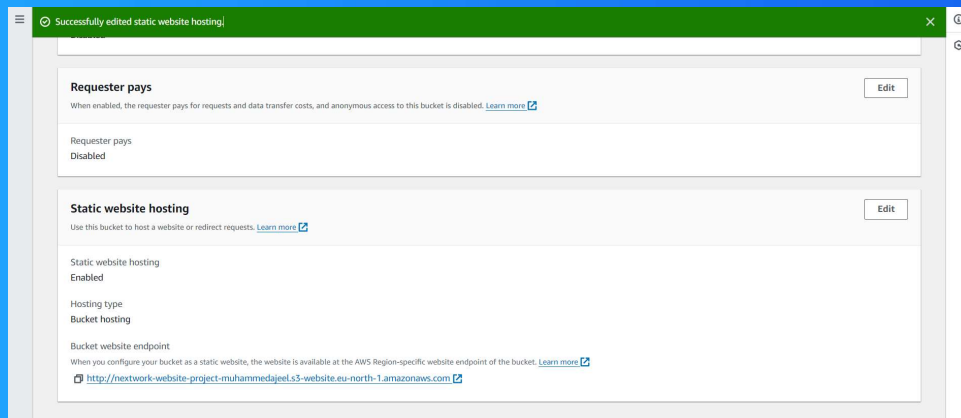 Successfully edited static website hosting.
Disabled
Requester pays
Edit
When enabled, the requester pays for requests and data transfer costs, and anonymous access to this bucket is disabled. Learn more
Requester pays
Disabled
Static website hosting
Edit
Use this bucket to host a website or redirect requests. Learn more
Static website hosting
Enabled
Hosting type
Bucket hosting
Bucket website endpoint
When you configure your bucket as a static website, the website is available at the AWS Region-specific website endpoint of the bucket. Learn more
http://nextwork-website-project-muhammedajeel.s3-website.eu-north-1.amazonaws.com